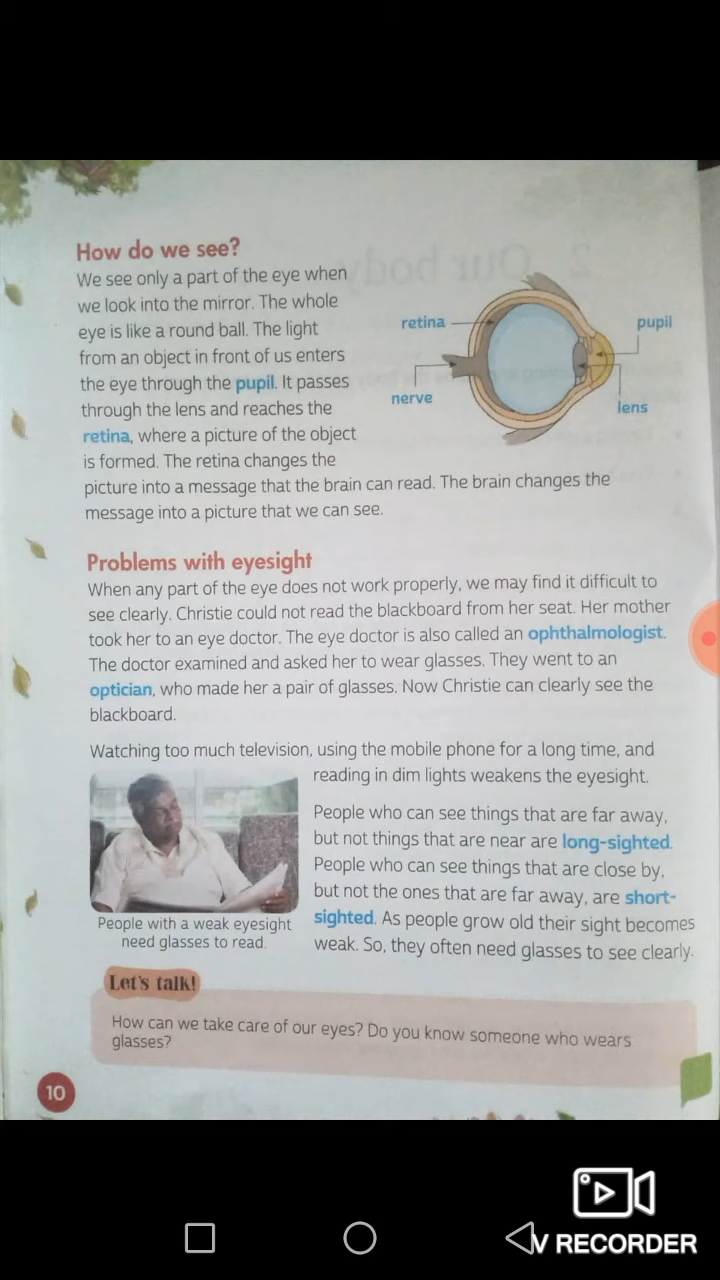 2 Our body
How do we see?
We see only a part of the eye when
we look into the mirror. The whole
eye is like a round ball. The light
from an object in front of us enters
the eye through the pupil. It passes
through the lens and reaches the
retina, where a picture of the object
is formed. The retina changes the
picture into a message that the brain can read. The brain changes the
message into a picture that we can see.
retina
pupil
nerve
lens
Problems with eyesight
When any part of the eye does not work properly, we may find it difficult to
see clearly. Christie could not read the blackboard from her seat. Her mother
took her to an eye doctor. The eye doctor is also called an ophthalmologist.
The doctor examined and asked her to wear glasses. They went to an
optician, who made her a pair of glasses. Now Christie can clearly see the
blackboard.
Watching too much television, using the mobile phone for a long time, and
reading in dim lights weakens the eyesight.
People who can see things that are far away,
but not things that are near are long-sighted.
People who can see things that are close by,
but not the ones that are far away, are short-
sighted. As people grow old their sight becomes
weak. So, they often need glasses to see clearly.
People with a weak eyesight
need glasses to read.
Let's talk!
How can we take care of our eyes? Do you know someone who wears
glasses?
10
V RECORDER